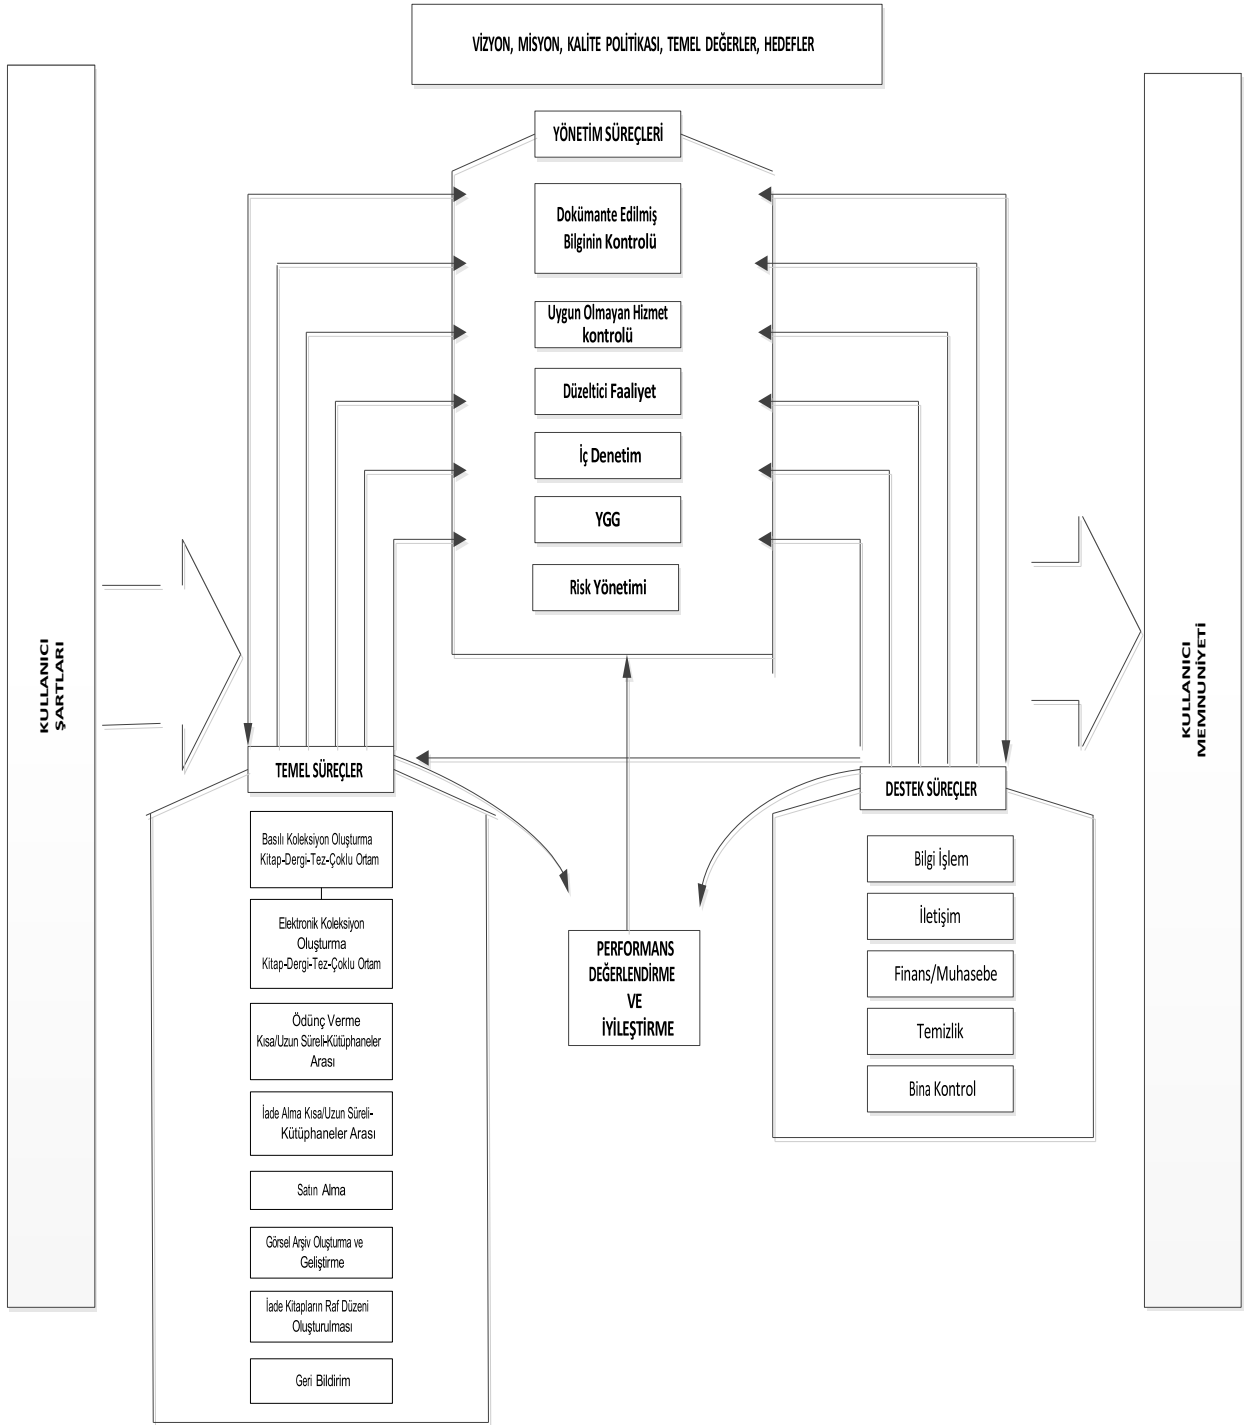 VİZYON, MİSYON, KALİTE POLİTİKASI, TEMEL DEĞERLER, HEDEFLER
KULLANICI
ŞARTLARI
YÖNETİM SÜREÇLERİ
Dokümante Edilmiş
Bilginin Kontrolü
Uygun Olmayan Hizmet
kontrolü
Düzeltici Faaliyet
İç Denetim
YGG
Risk Yönetimi
KULLANICI
MEMNUNİYETİ
TEMEL SÜREÇLER
Basılı Koleksiyon Oluşturma
Kitap-Dergi-Tez-Çoklu Ortam
Elektronik Koleksiyon
Oluşturma
Kitap-Dergi-Tez-Çoklu Ortam
Ödünç Verme
Kısa/Uzun Süreli-Kütüphaneler
Arası
İade Alma Kısa/Uzun Süreli-
Kütüphaneler Arası
Satın Alma
Görsel Arşiv Oluşturma ve
Geliştirme
İade Kitapların Raf Düzeni
Oluşturulması
Geri Bildirim
PERFORMANS
DEĞERLENDİRME
VE
İYİLEŞTİRME
DESTEK SÜREÇLER
Bilgi İşlem
İletişim
Finans/Muhasebe
Temizlik
Bina Kontrol